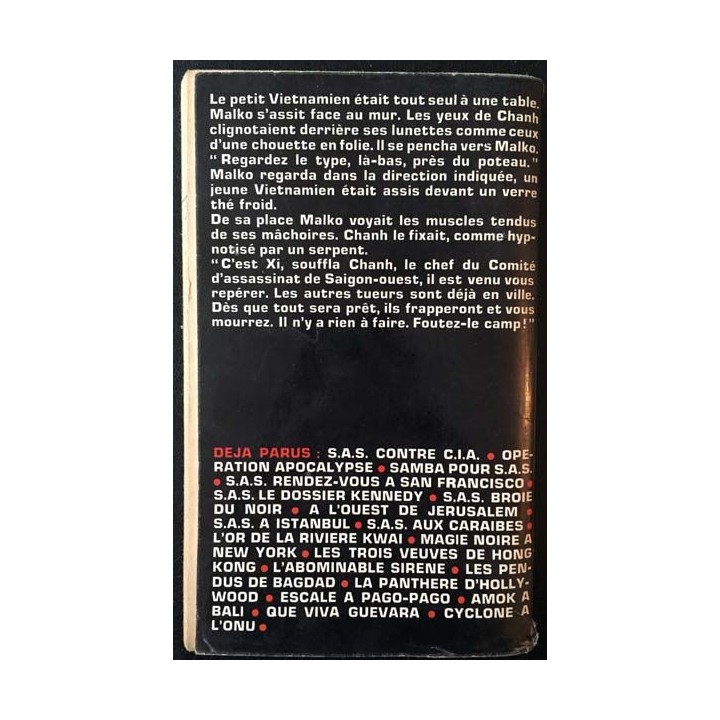 Le petit Vietnamien était tout seul à une table.
Malko s'assit face au mur. Les yeux de Chanh
clignotaient derrière ses lunettes comme ceux
d'une chouette en folie. Il se pencha vers Malko.
“ Regardez le type, là-bas, près du poteau.”
Malko regarda dans la direction indiquée, un
jeune Vietnamien était assis devant un verre
thé froid.
De sa place Malko voyait les muscles tendus
de ses mâchoires. Chanh le fixait, comme hyp-
notisé par un serpent.
“ C'est Xi, souffla Chanh, le chef du Comité
d'assassinat de Saigon-ouest, il est venu vous
repérer. Les autres tueurs sont déjà en ville.
Dès que tout sera prêt, ils frapperont et vous
mourrez. Il n'y a rien à faire. Foutez-le camp!”
DEJA PARUS : S.A.S. CONTRE C.I.A. ● OPE-
RATION APOCALYPSE ● SAMBA POUR S.A.S.
● S.A.S. RENDEZ-VOUS A SAN FRANCISCO ●
S.A.S. LE DOSSIER KENNEDY ● S.A.S. BROIE
DU NOIR ● A L'OUEST DE JERUSALEM ●
S.A.S. A ISTANBUL ● S.A.S. AUX CARAIBES ●
L'OR DE LA RIVIERE KWAI ● MAGIE NOIRE A
NEW YORK ● LES TROIS VEUVES DE HONG
KONG ● L'ABOMINABLE SIRENE ● LES PEN-
DUS DE BAGDAD ● LA PANTHERE D'HOLLY-
WOOD ● ESCALE A PAGO-PAGO ● AMOK A
BALI ● QUE VIVA GUEVARA ● CYCLONE A
L'ONU ●